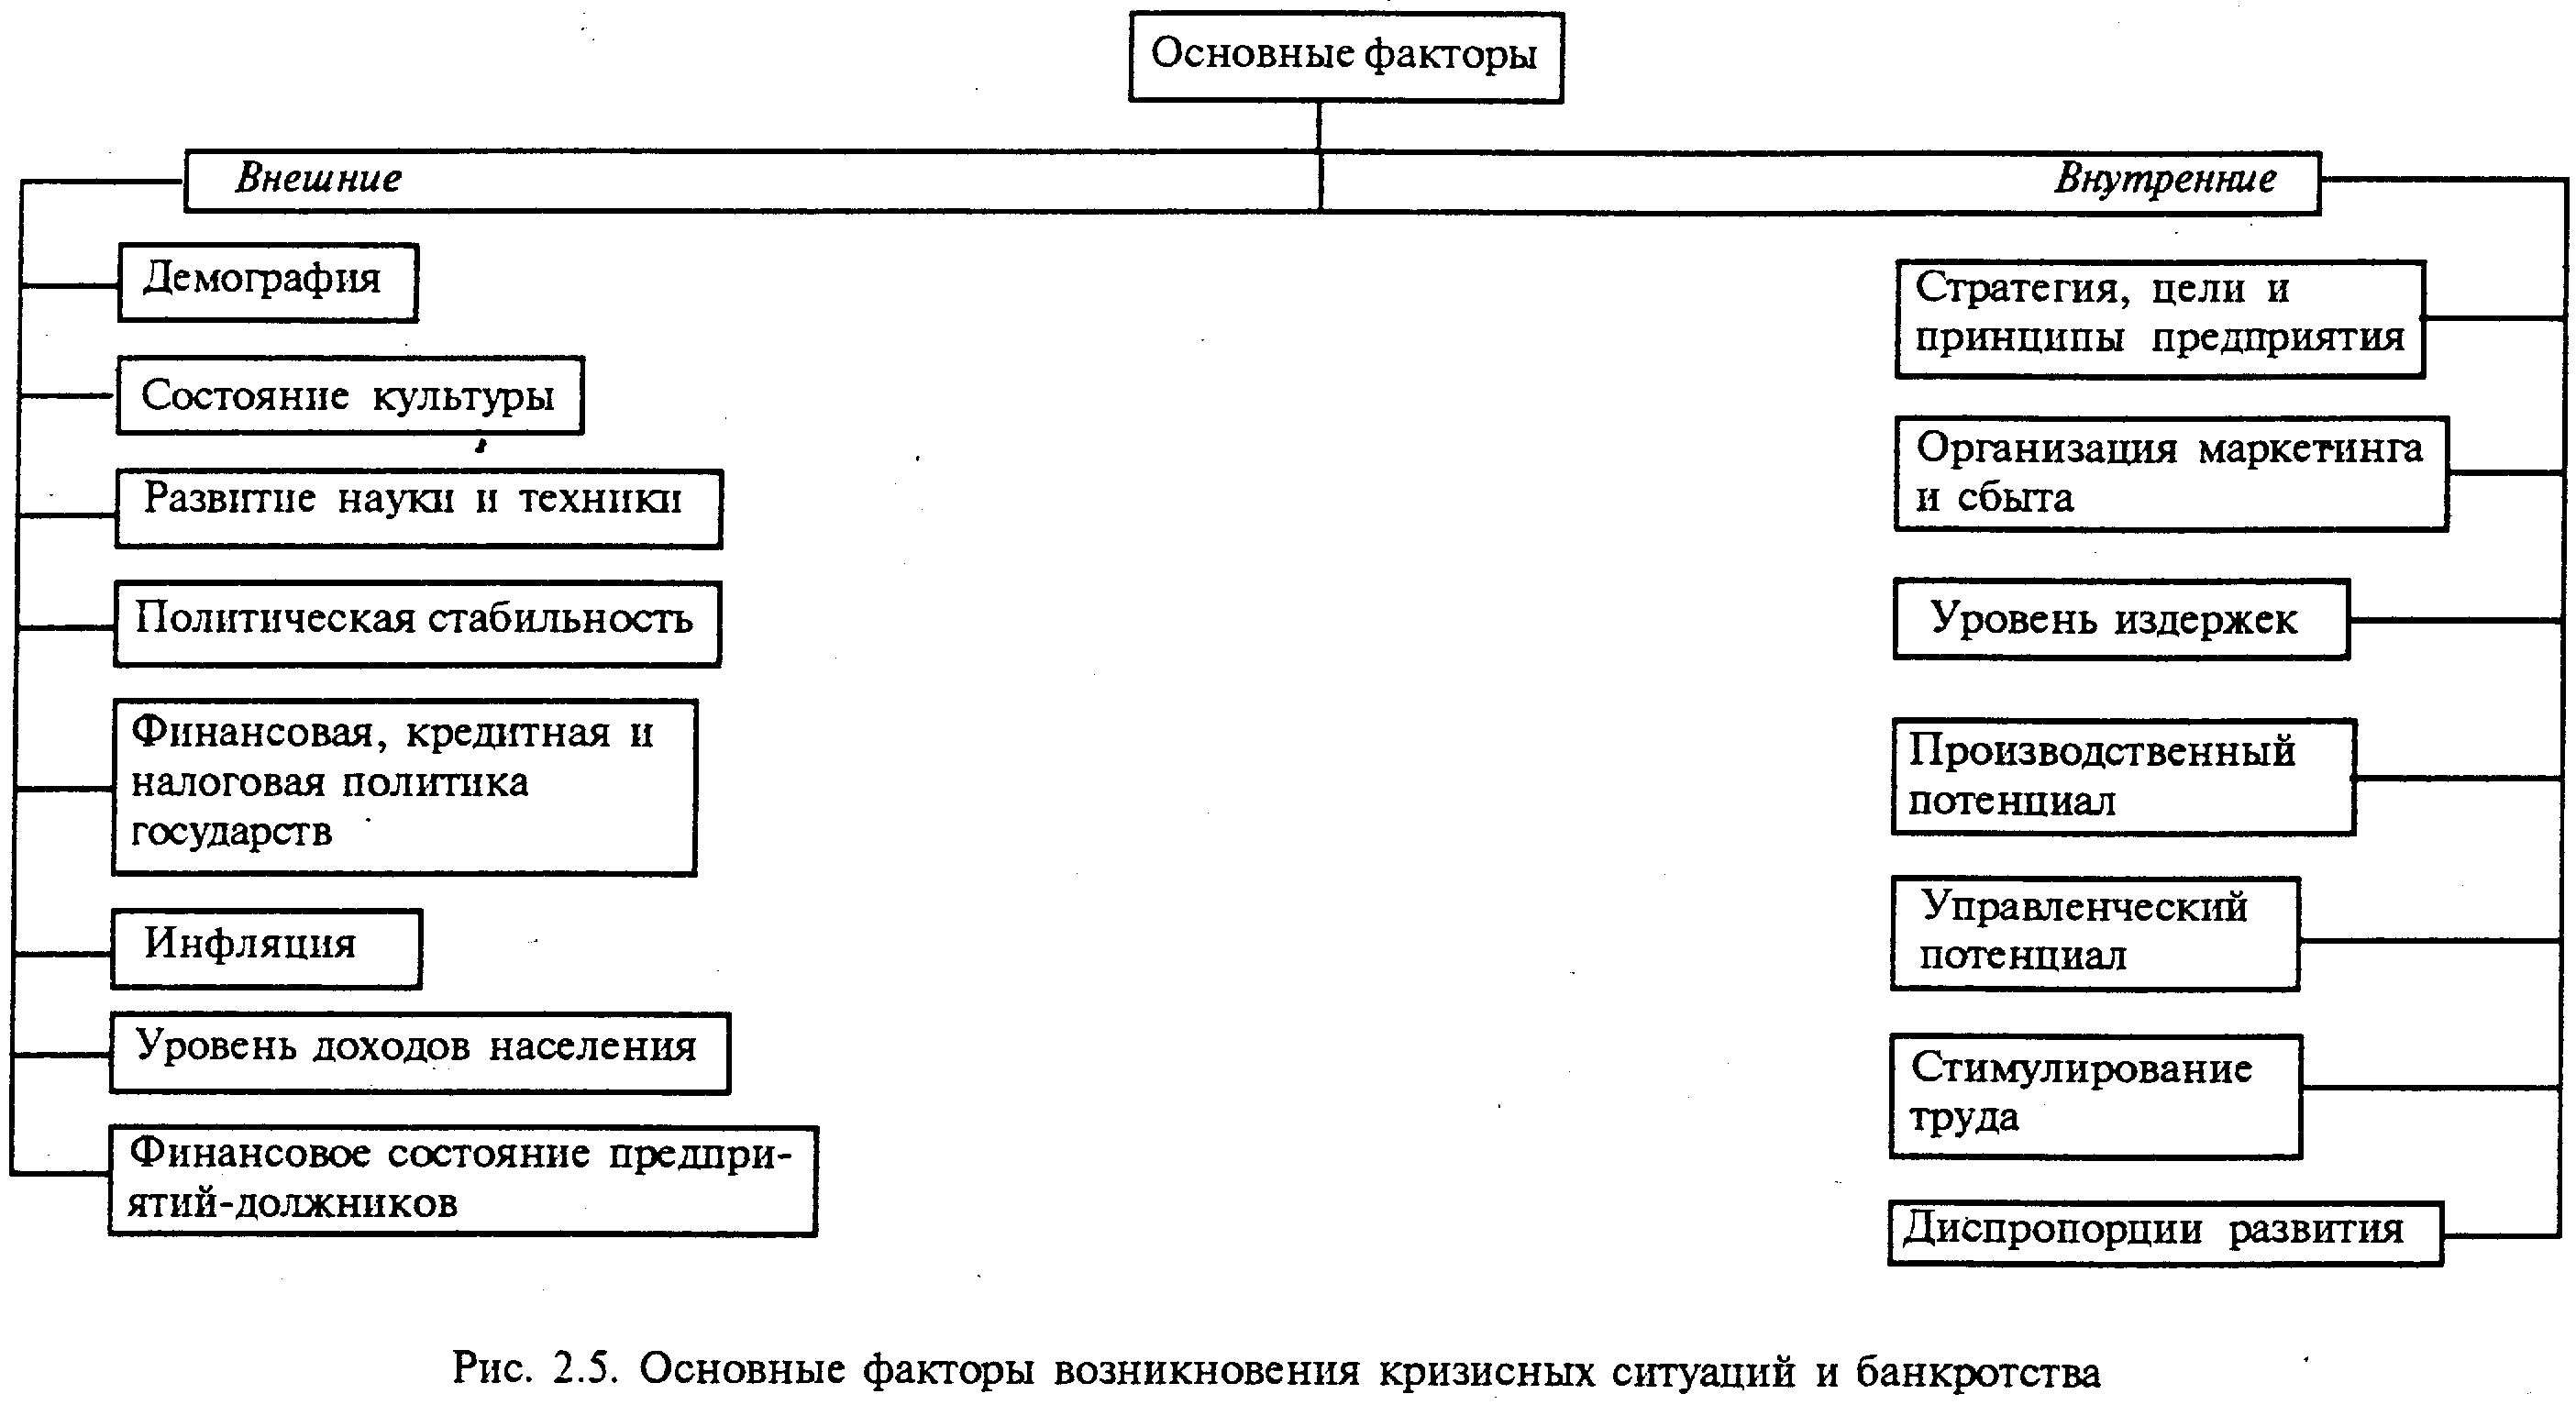 Основные факторы
Внешние
Внутренние
Демография
Состояние культуры
Развитие науки и техники
Политическая стабильность
Финансовая, кредитная и
налоговая политика
государств
Инфляция
Уровень доходов населения
Финансовое состояние предпри-
ятий-должников
Стратегия, цели и
принципы предприятия
Организация маркетинга
и сбыта
Уровень издержек
Производственный
потенциал
Управленческий
потенциал
Стимулирование
труда
Диспропорции развития
Рис. 2.5. Основные факторы возникновения кризисных ситуаций и банкротства